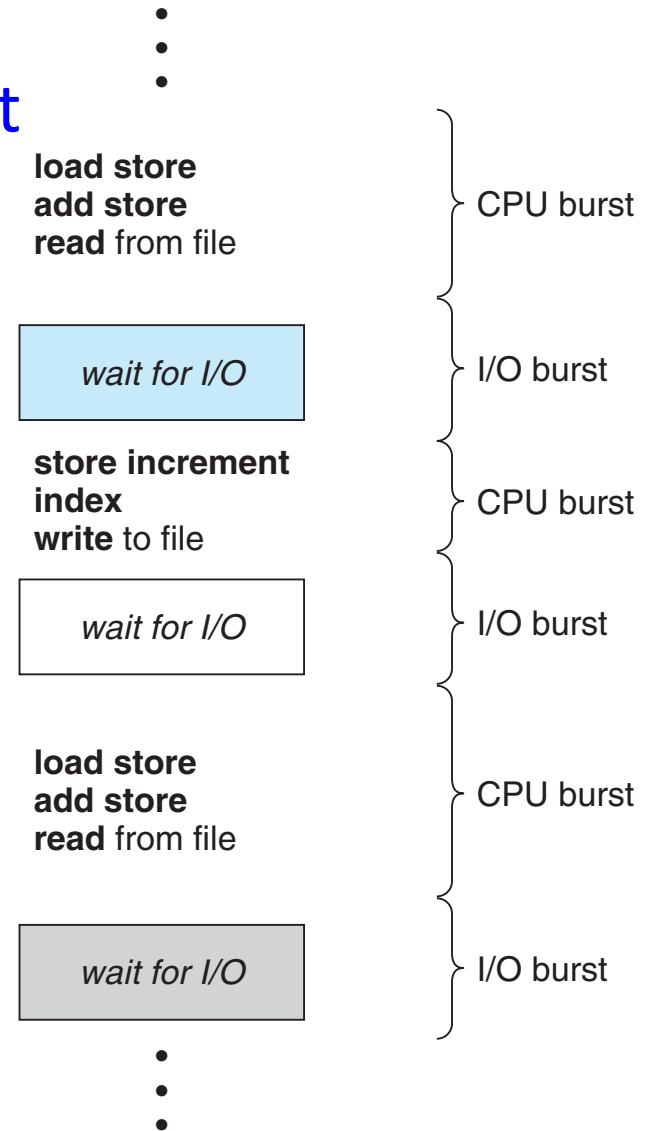 t
load store
add store
read from file
CPU burst
wait for I/O
I/O burst
store increment
index
write to file
CPU burst
wait for I/O
I/O burst
load store
add store
read from file
CPU burst
wait for I/O
I/O burst